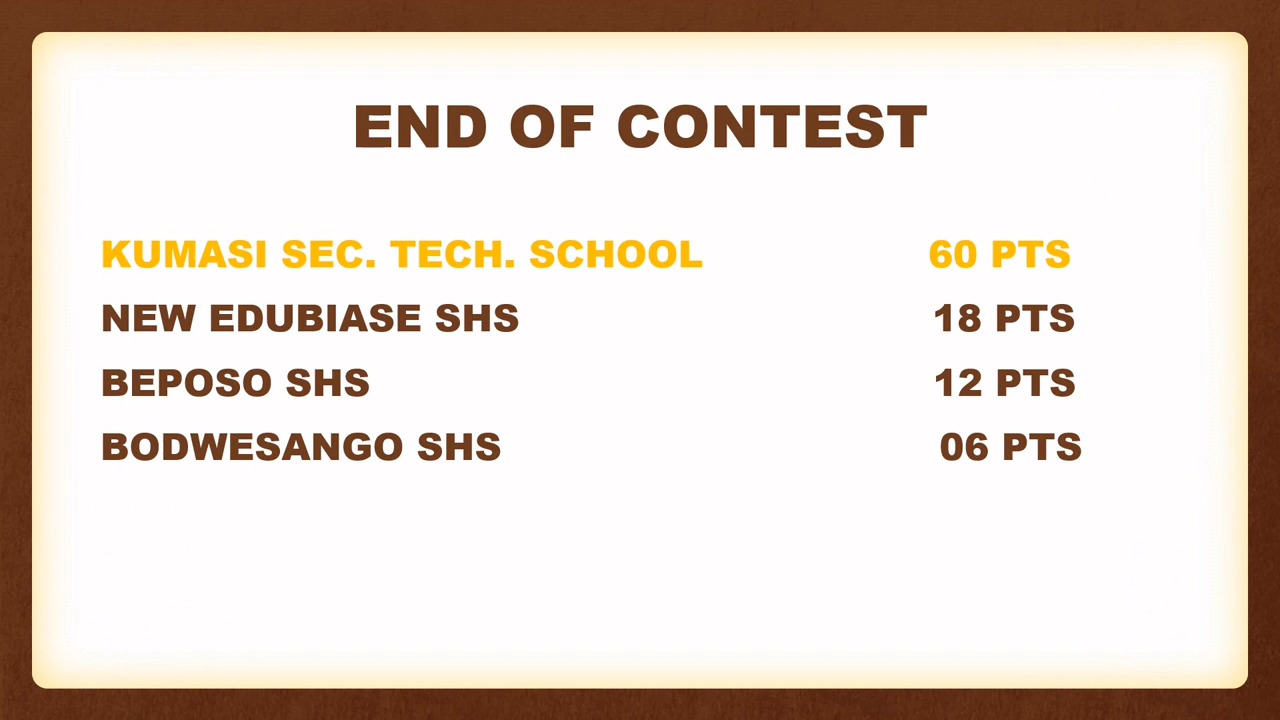 END OF CONTEST
KUMASI SEC. TECH. SCHOOL 60 PTS
NEW EDUBIASE SHS 18 PTS
BEPOSO SHS 12 PTS
BODWESANGO SHS 06 PTS